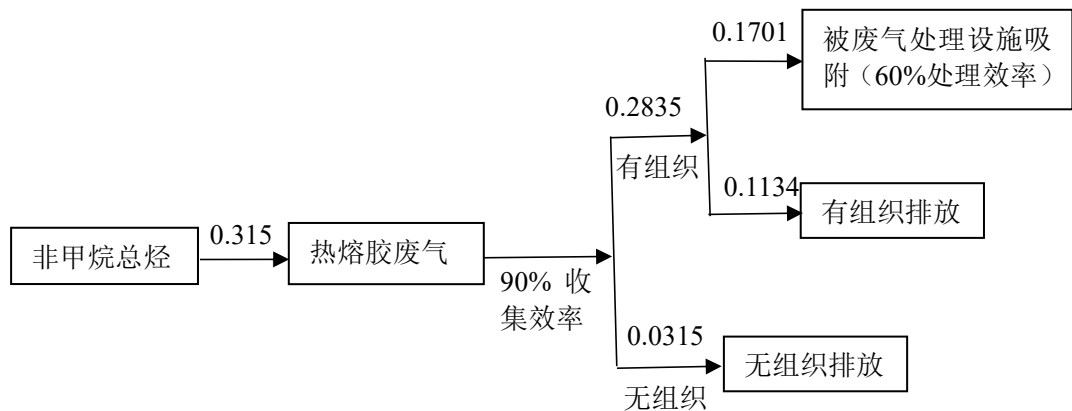 0.1701
被废气处理设施吸
附（60%处理效率）
0.2835
有组织
0.1134
有组织排放
非甲烷总烃
0.315
热熔胶废气
90% 收
集效率
0.0315
无组织
无组织排放